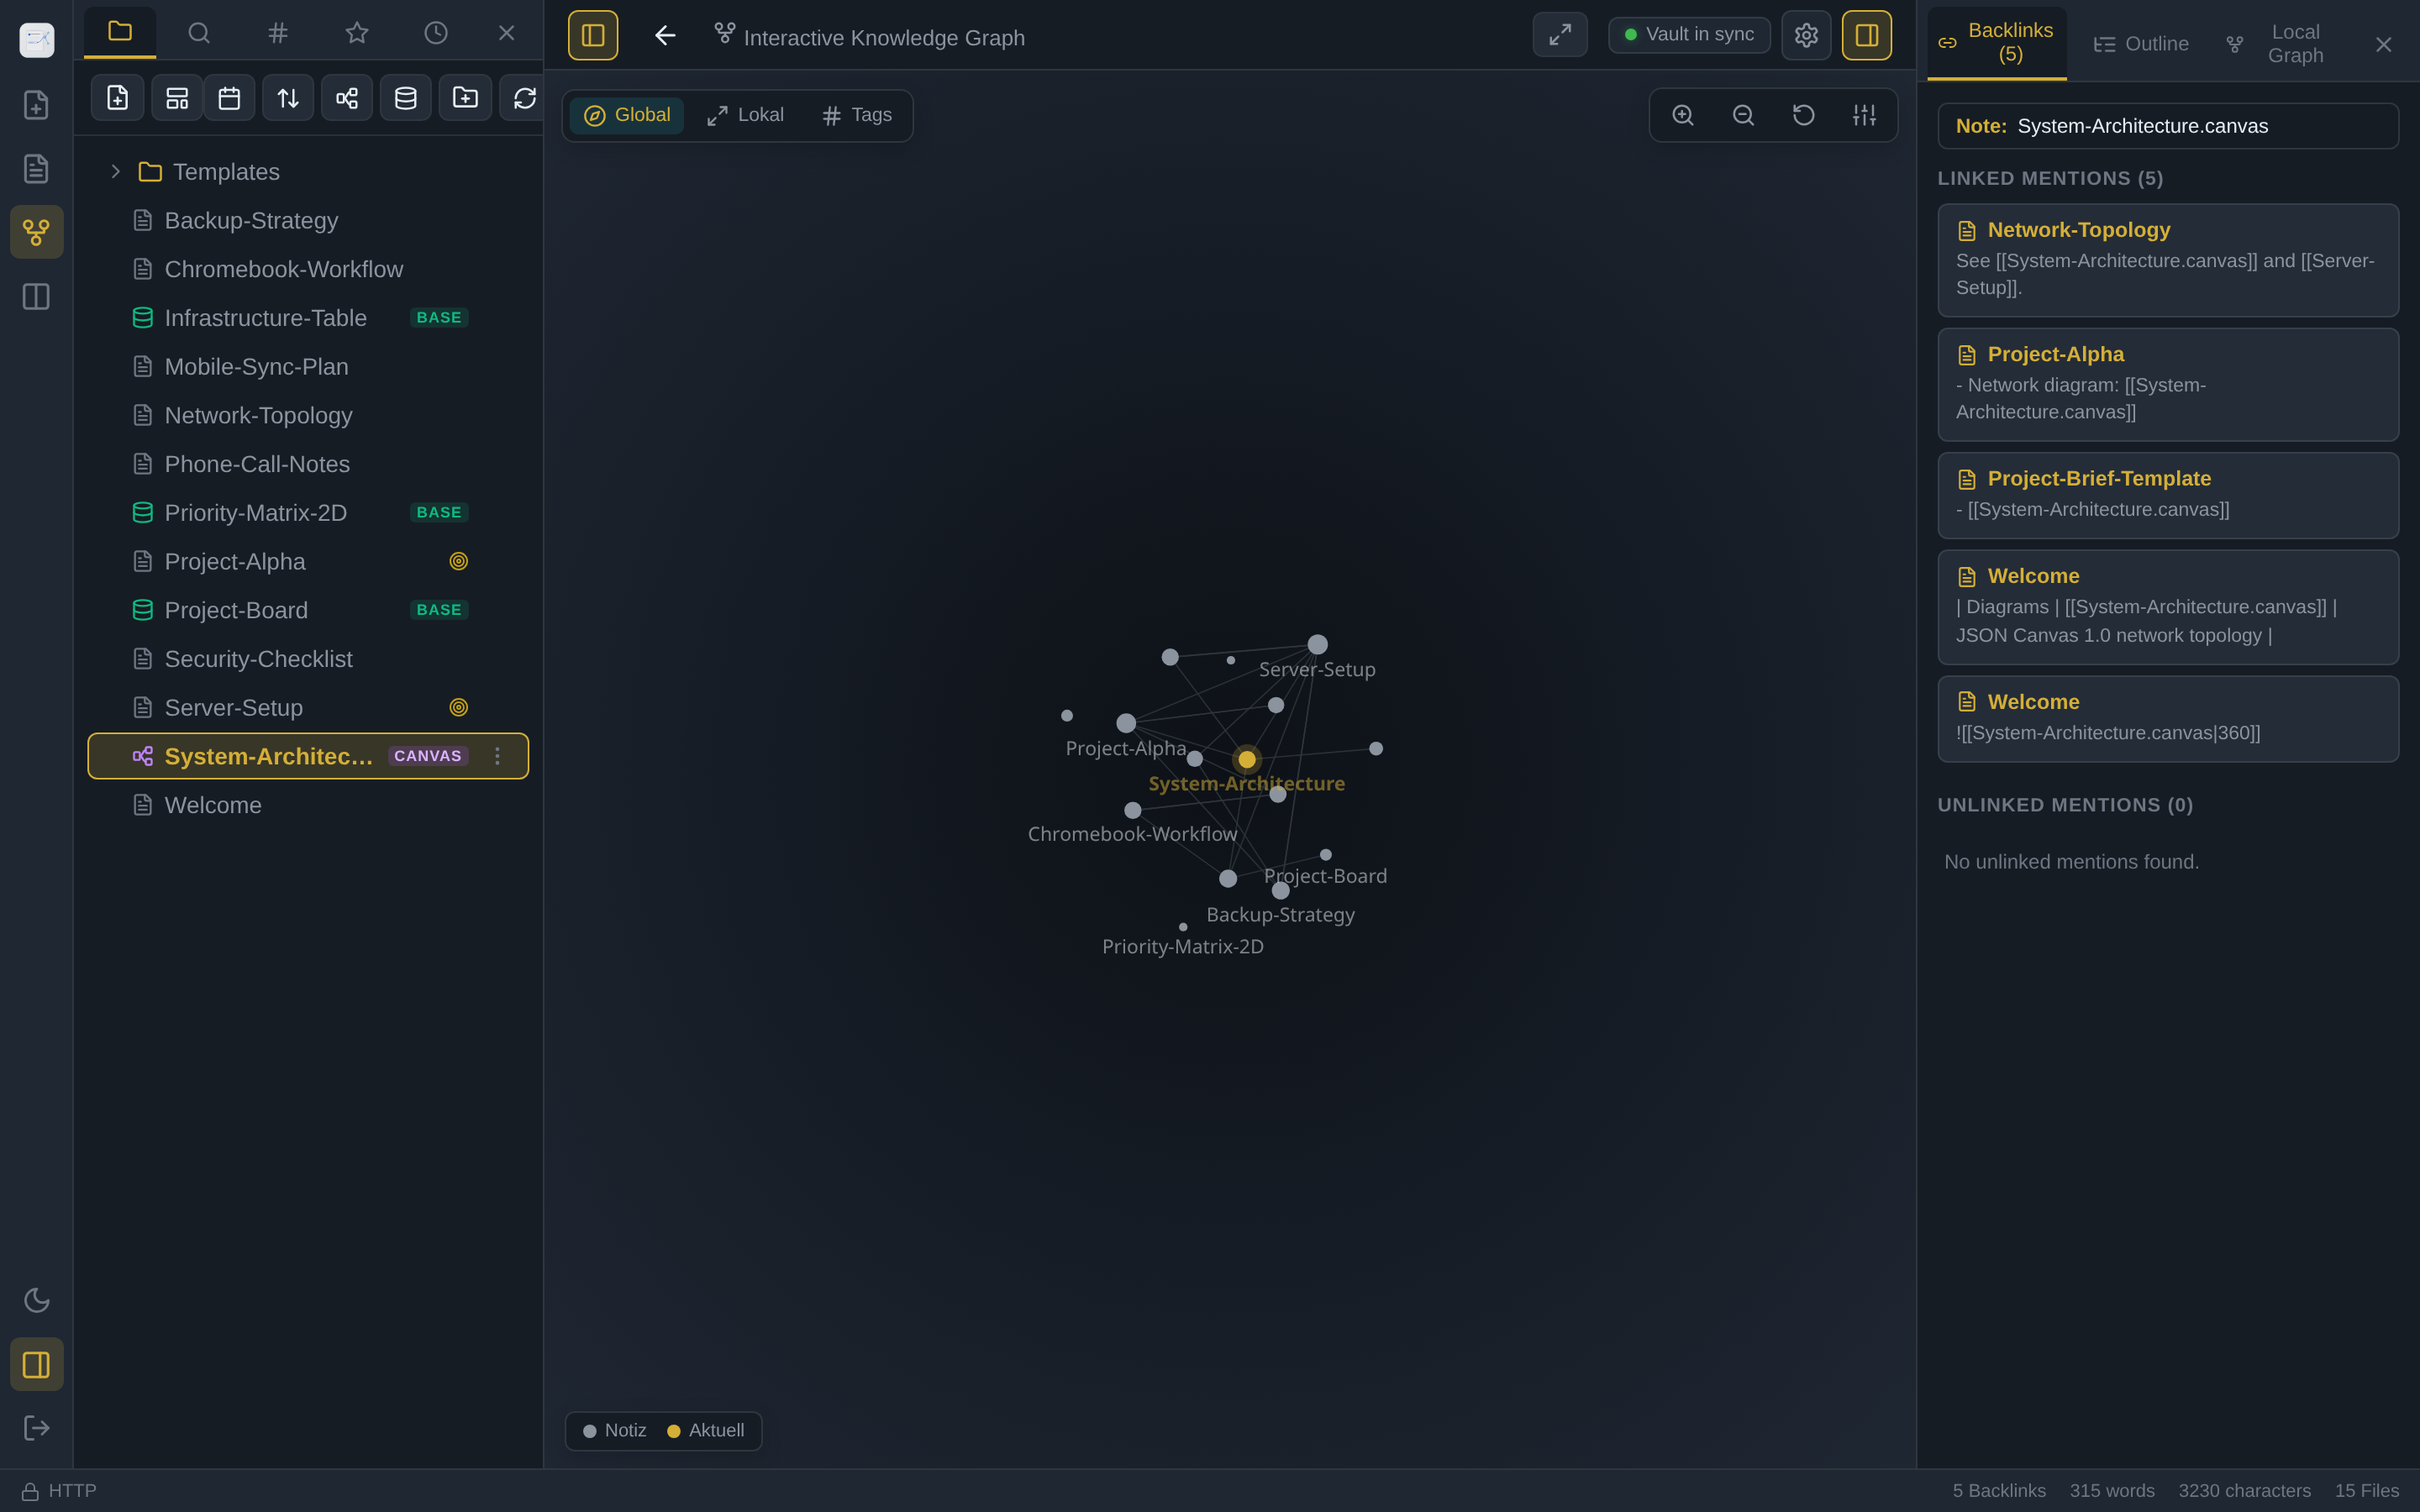 Interactive Knowledge Graph
Vault in sync
Backlinks
(5)
Outline
Local
Graph
Templates
Backup-Strategy
Chromebook-Workflow
Infrastructure-Table BASE
Mobile-Sync-Plan
Network-Topology
Phone-Call-Notes
Priority-Matrix-2D BASE
Project-Alpha
Project-Board BASE
Security-Checklist
Server-Setup
System-Architec... CANVAS
Welcome
Global Lokal Tags
Server-Setup
Project-Alpha
System-Architecture
Chromebook-Workflow
Project-Board
Backup-Strategy
Priority-Matrix-2D
Notiz Aktuell
Note: System-Architecture.canvas
LINKED MENTIONS (5)
Network-Topology
See [[System-Architecture.canvas]] and [[Server-
Setup]].
Project-Alpha
- Network diagram: [[System-
Architecture.canvas]]
Project-Brief-Template
- [[System-Architecture.canvas]]
Welcome
| Diagrams | [[System-Architecture.canvas]] |
JSON Canvas 1.0 network topology |
Welcome
![[System-Architecture.canvas|360]]
UNLINKED MENTIONS (0)
No unlinked mentions found.
HTTP
5 Backlinks 315 words 3230 characters 15 Files